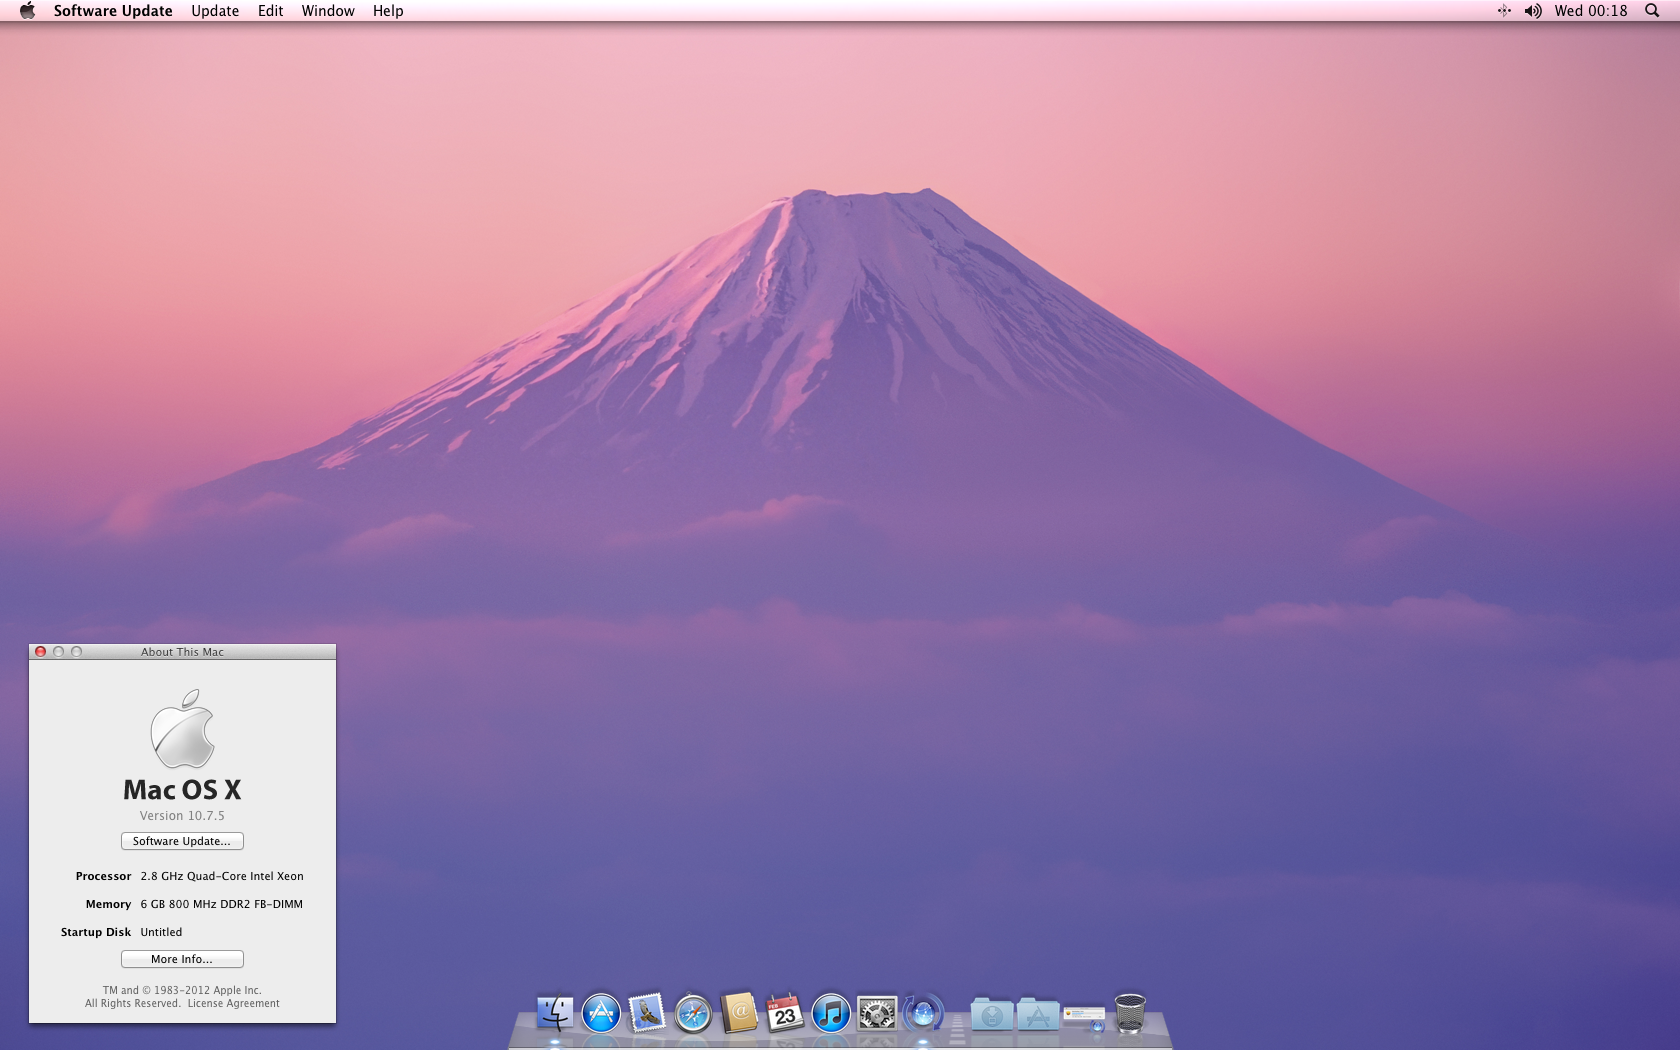 Software Update Update Edit Window Help Wed 00:18
About This Mac
Mac OS X
Version 10.7.5
Software Update...
Processor 2.8 GHz Quad-Core Intel Xeon
Memory 6 GB 800 MHz DDR2 FB-DIMM
Startup Disk Untitled
More Info...
TM and © 1983-2012 Apple Inc.
All Rights Reserved. License Agreement
FEB
23